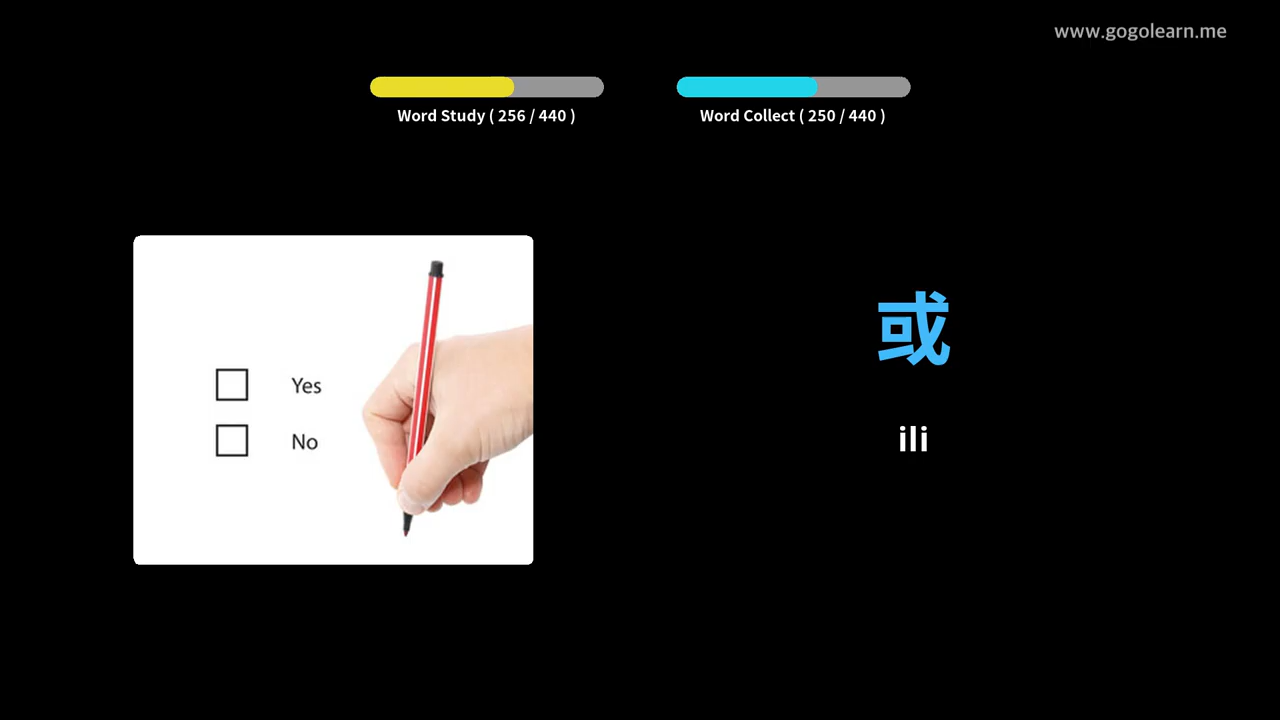 www.gogolearn.me
Word Study ( 256 / 440 )
Word Collect ( 250 / 440 )
Yes
No
或
ili